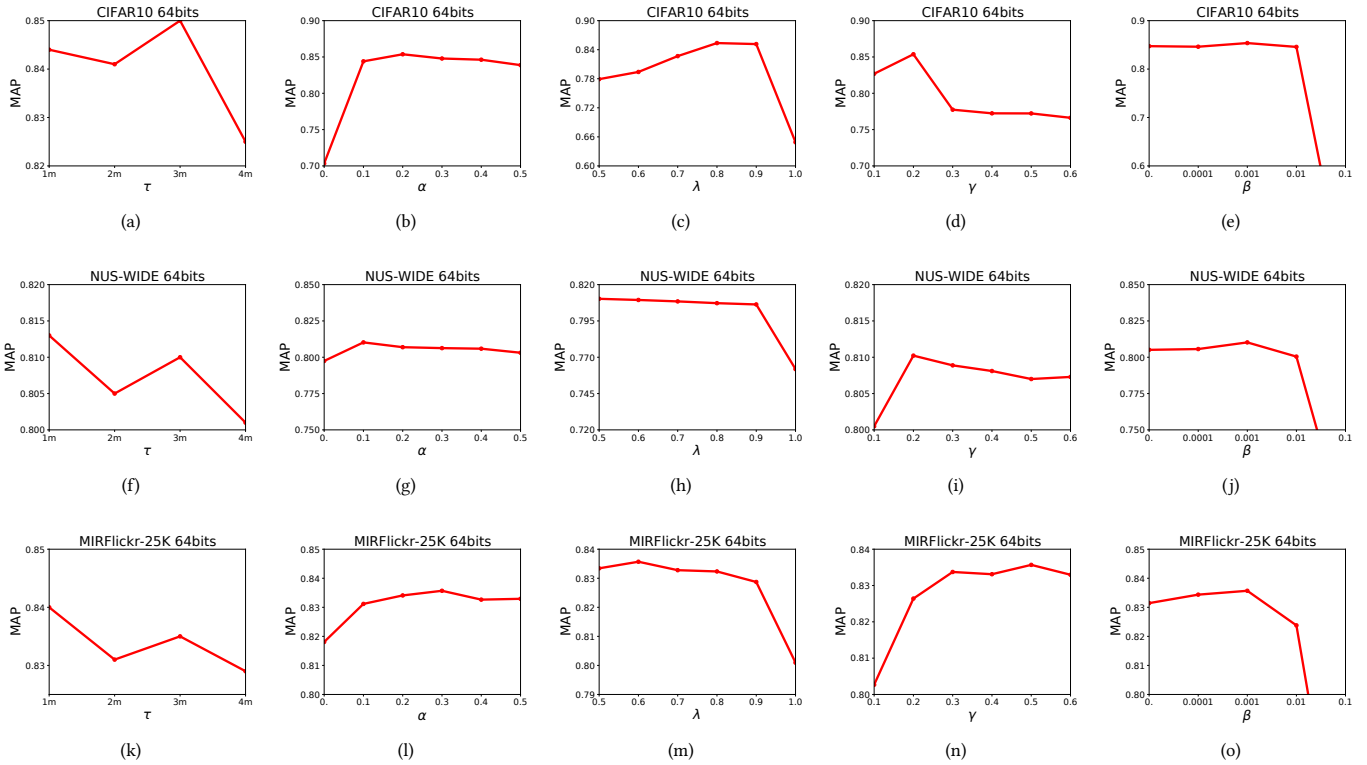 CIFAR10 64bits
MAP
0.85
0.84
0.83
0.82
1m 2m 3m 4m
τ
(a)
CIFAR10 64bits
MAP
0.90
0.85
0.80
0.75
0.70
0. 0.1 0.2 0.3 0.4 0.5
α
(b)
CIFAR10 64bits
MAP
0.90
0.84
0.78
0.72
0.66
0.60
0.5 0.6 0.7 0.8 0.9 1.0
λ
(c)
CIFAR10 64bits
MAP
0.90
0.85
0.80
0.75
0.70
0.1 0.2 0.3 0.4 0.5 0.6
γ
(d)
CIFAR10 64bits
MAP
0.9
0.8
0.7
0.6
0. 0.0001 0.001 0.01 0.1
β
(e)
NUS-WIDE 64bits
MAP
0.820
0.815
0.810
0.805
0.800
1m 2m 3m 4m
τ
(f)
NUS-WIDE 64bits
MAP
0.850
0.825
0.800
0.775
0.750
0. 0.1 0.2 0.3 0.4 0.5
α
(g)
NUS-WIDE 64bits
MAP
0.820
0.795
0.770
0.745
0.720
0.5 0.6 0.7 0.8 0.9 1.0
λ
(h)
NUS-WIDE 64bits
MAP
0.820
0.815
0.810
0.805
0.800
0.1 0.2 0.3 0.4 0.5 0.6
γ
(i)
NUS-WIDE 64bits
MAP
0.850
0.825
0.800
0.775
0.750
0. 0.0001 0.001 0.01 0.1
β
(j)
MIRFlickr-25K 64bits
MAP
0.85
0.84
0.83
1m 2m 3m 4m
τ
(k)
MIRFlickr-25K 64bits
MAP
0.85
0.84
0.83
0.82
0.81
0.80
0. 0.1 0.2 0.3 0.4 0.5
α
(l)
MIRFlickr-25K 64bits
MAP
0.84
0.83
0.82
0.81
0.80
0.79
0.5 0.6 0.7 0.8 0.9 1.0
λ
(m)
MIRFlickr-25K 64bits
MAP
0.84
0.83
0.82
0.81
0.80
0.1 0.2 0.3 0.4 0.5 0.6
γ
(n)
MIRFlickr-25K 64bits
MAP
0.85
0.84
0.83
0.82
0.81
0.80
0. 0.0001 0.001 0.01 0.1
β
(o)